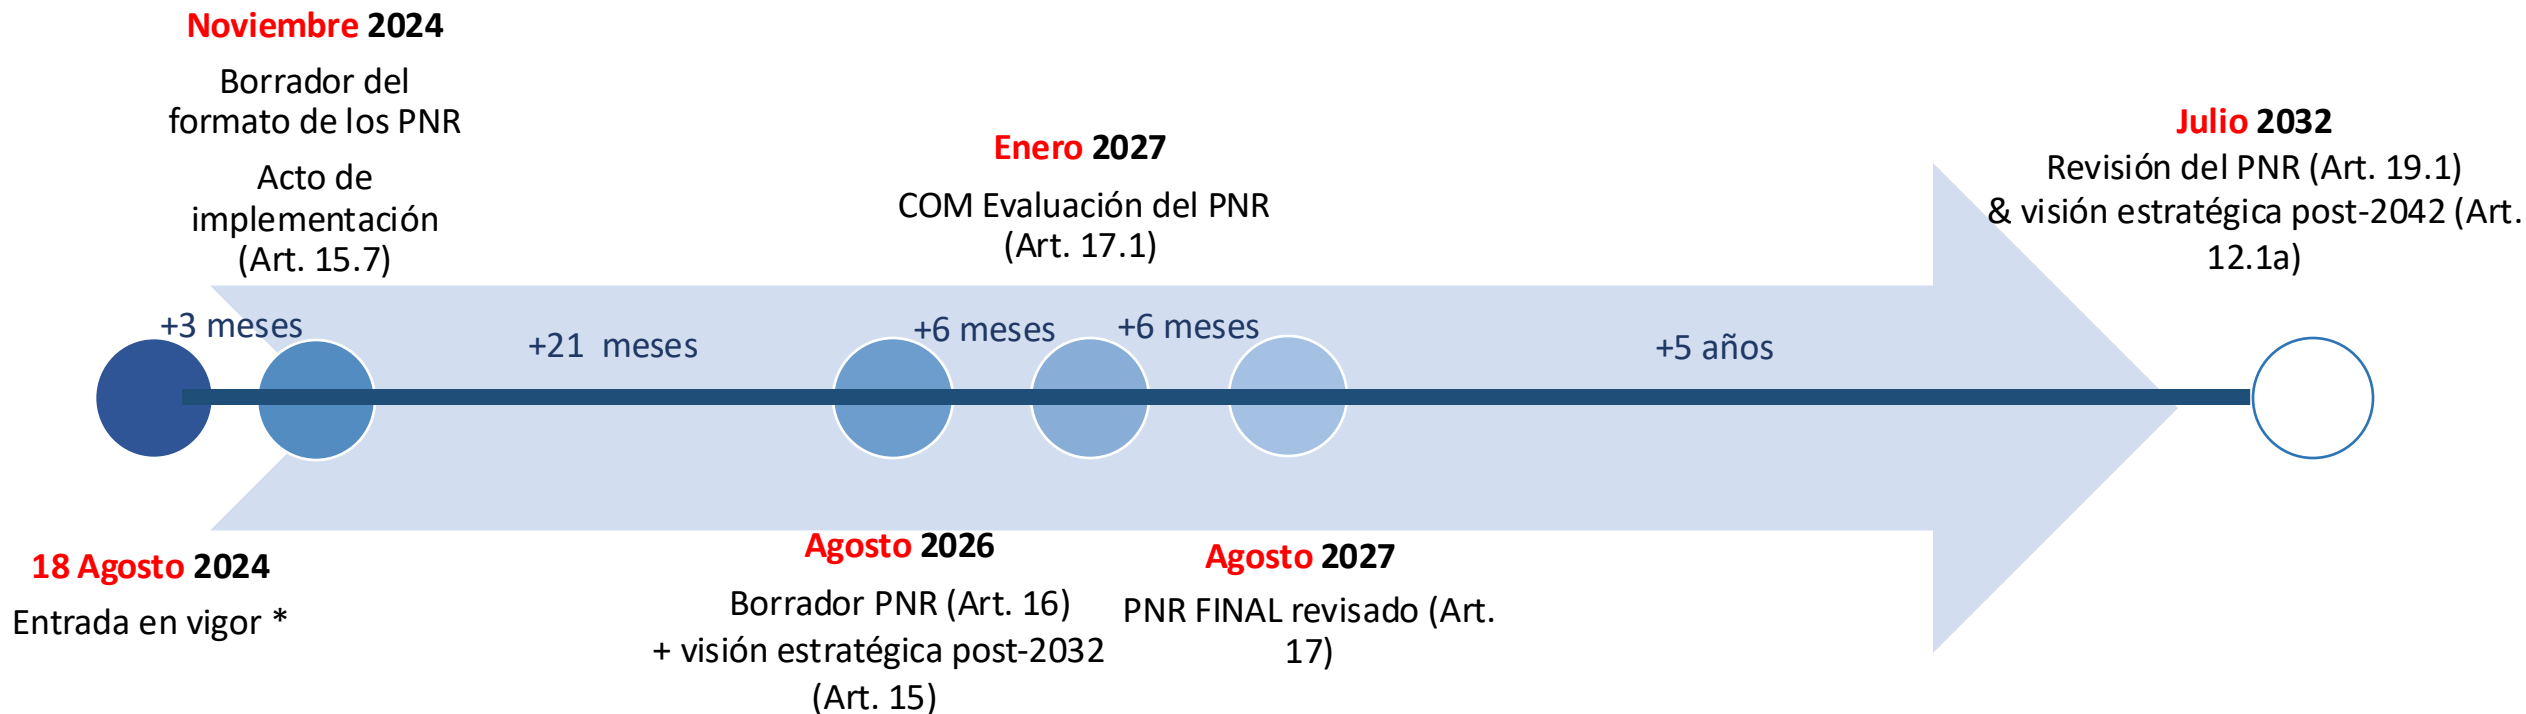 Noviembre 2024
Borrador del
formato de los PNR
Acto de
implementación
(Art. 15.7)
Enero 2027
COM Evaluación del PNR
(Art. 17.1)
Julio 2032
Revisión del PNR (Art. 19.1)
& visión estratégica post-2042 (Art.
12.1a)
+3 meses
+21 meses
+6 meses
+6 meses
+5 años
18 Agosto 2024
Entrada en vigor *
Agosto 2026
Borrador PNR (Art. 16)
+ visión estratégica post-2032
(Art. 15)
Agosto 2027
PNR FINAL revisado (Art.
17)